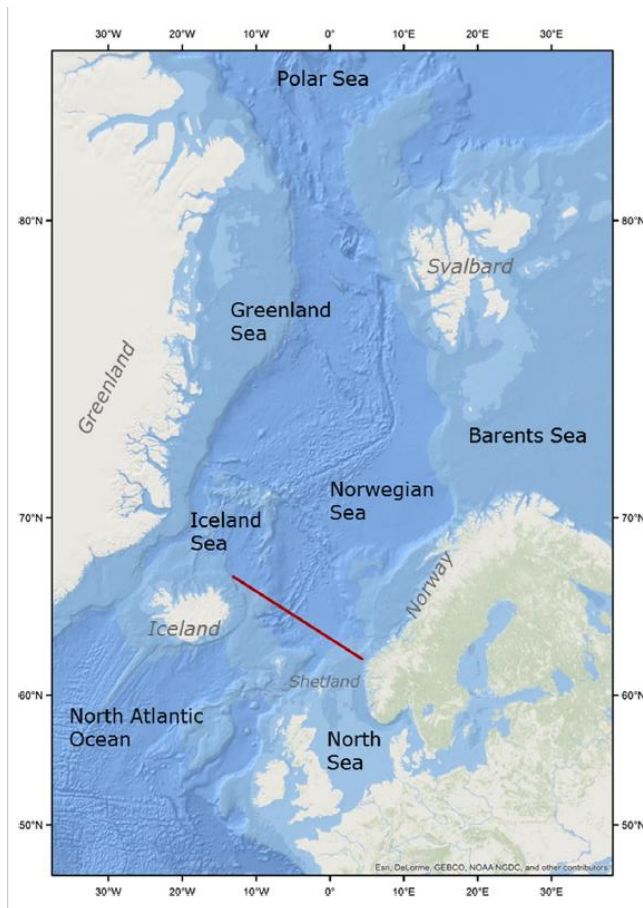 30°W 20°W 10°W 0° 10°E 20°E 30°E
Polar Sea
80°N 80°N
Svalbard
Greenland
Sea
Greenland
Barents Sea
Norwegian
Sea
70°N 70°N
Iceland
Sea
Norway
Iceland
Shetland
60°N 60°N
North Atlantic
Ocean
North
Sea
50°N 50°N
Esri, DeLorme, GEBCO, NOAA NGDC, and other contributors
30°W 20°W 10°W 0° 10°E 20°E 30°E